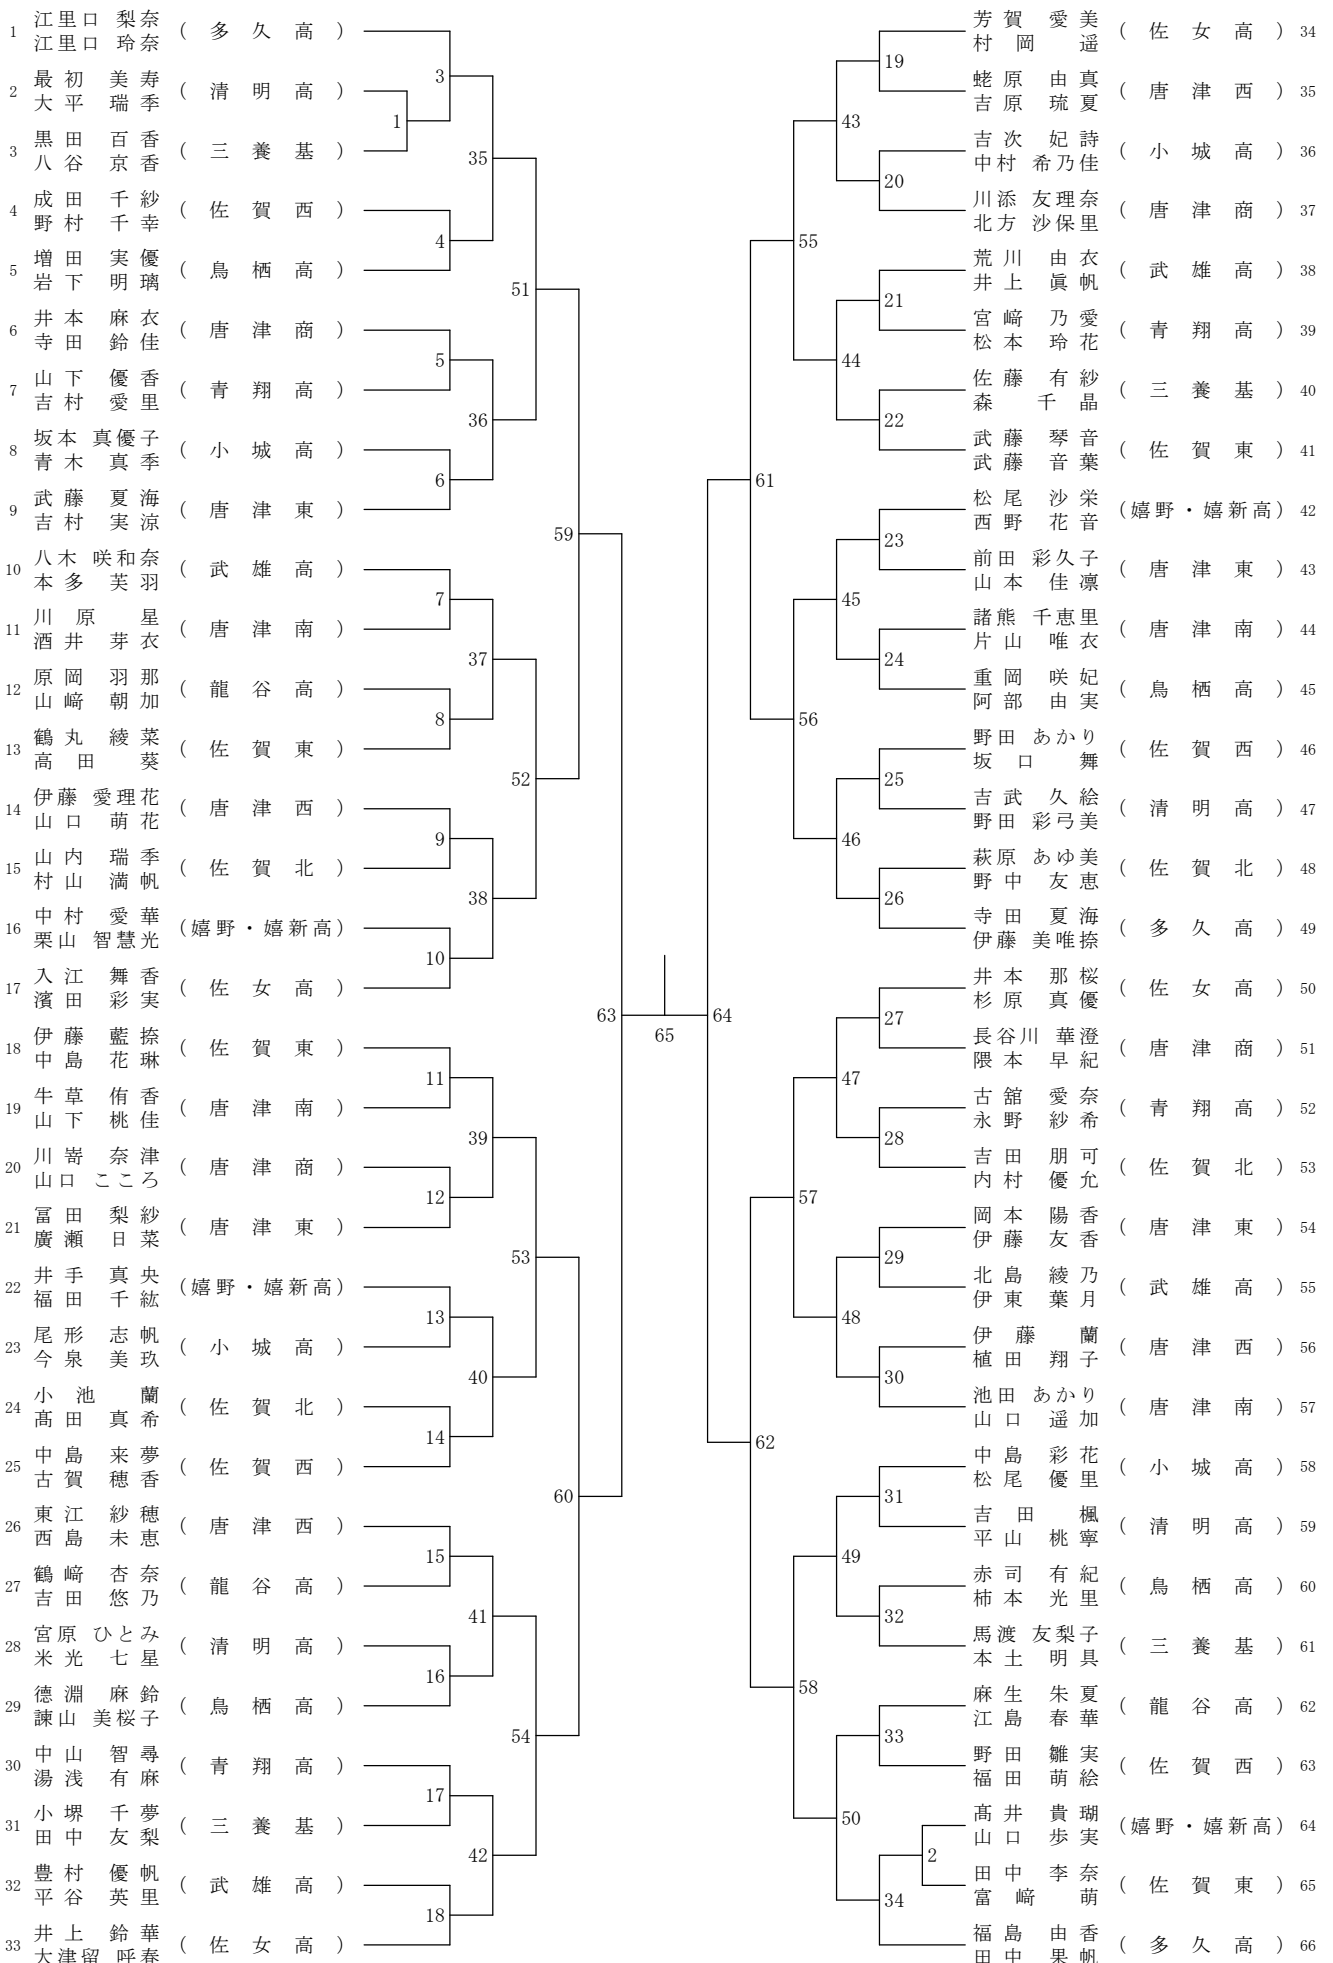 1 江里口 梨奈 江里口 玲奈 ( 多久高 )
2 最初 美寿 大平 瑞季 ( 清明高 )
3 黒田 百香 八谷 京香 ( 三養基 )
4 成田 千紗 野村 千幸 ( 佐賀西 )
5 増田 実優 岩下 明璃 ( 鳥栖高 )
6 井本 麻衣 寺田 鈴佳 ( 唐津商 )
7 山下 優香 吉村 愛里 ( 青翔高 )
8 坂本 真優子 青木 真季 ( 小城高 )
9 武藤 夏海 吉村 実涼 ( 唐津東 )
10 八木 咲和奈 本多 芙羽 ( 武雄高 )
11 川原 星 酒井 芽衣 ( 唐津南 )
12 原岡 羽那 山﨑 朝加 ( 龍谷高 )
13 鶴丸 綾菜 高田 葵 ( 佐賀東 )
14 伊藤 愛理花 山口 萌花 ( 唐津西 )
15 山内 瑞季 村山 満帆 ( 佐賀北 )
16 中村 愛華 栗山 智慧光 (嬉野・嬉新高)
17 入江 舞香 濱田 彩実 ( 佐女高 )
18 伊藤 藍捺 中島 花琳 ( 佐賀東 )
19 牛草 侑香 山下 桃佳 ( 唐津南 )
20 川嵜 奈津 山口 こころ ( 唐津商 )
21 冨田 梨紗 廣瀬 日菜 ( 唐津東 )
22 井手 真央 福田 千紘 (嬉野・嬉新高)
23 尾形 志帆 今泉 美玖 ( 小城高 )
24 小池 蘭 髙田 真希 ( 佐賀北 )
25 中島 来夢 古賀 穂香 ( 佐賀西 )
26 東江 紗穂 西島 未恵 ( 唐津西 )
27 鶴﨑 杏奈 吉田 悠乃 ( 龍谷高 )
28 宮原 ひとみ 米光 七星 ( 清明高 )
29 德淵 麻鈴 諫山 美桜子 ( 鳥栖高 )
30 中山 智尋 湯浅 有麻 ( 青翔高 )
31 小堺 千夢 田中 友梨 ( 三養基 )
32 豊村 優帆 平谷 英里 ( 武雄高 )
33 井上 鈴華 大津留 呼春 ( 佐女高 )
1
3
4
5
6
7
8
9
10
11
12
13
14
15
16
17
18
35
36
37
38
39
40
41
42
51
52
53
54
59
60
63
65
64
61
62
55
56
57
58
43
44
45
46
47
48
49
50
19
20
21
22
23
24
25
26
27
28
29
30
31
32
33
34
2
芳賀 愛美 村岡 遥 ( 佐女高 ) 34
蛯原 由真 吉原 琉夏 ( 唐津西 ) 35
吉次 妃詩 中村 希乃佳 ( 小城高 ) 36
川添 友理奈 北方 沙保里 ( 唐津商 ) 37
荒川 由衣 井上 眞帆 ( 武雄高 ) 38
宮﨑 乃愛 松本 玲花 ( 青翔高 ) 39
佐藤 有紗 森 千晶 ( 三養基 ) 40
武藤 琴音 武藤 音葉 ( 佐賀東 ) 41
松尾 沙栄 西野 花音 (嬉野・嬉新高) 42
前田 彩久子 山本 佳凛 ( 唐津東 ) 43
諸熊 千恵里 片山 唯衣 ( 唐津南 ) 44
重岡 咲妃 阿部 由実 ( 鳥栖高 ) 45
野田 あかり 坂口 舞 ( 佐賀西 ) 46
吉武 久絵 野田 彩弓美 ( 清明高 ) 47
萩原 あゆ美 野中 友恵 ( 佐賀北 ) 48
寺田 夏海 伊藤 美唯捺 ( 多久高 ) 49
井本 那桜 杉原 真優 ( 佐女高 ) 50
長谷川 華澄 隈本 早紀 ( 唐津商 ) 51
古舘 愛奈 永野 紗希 ( 青翔高 ) 52
吉田 朋可 内村 優允 ( 佐賀北 ) 53
岡本 陽香 伊藤 友香 ( 唐津東 ) 54
北島 綾乃 伊東 葉月 ( 武雄高 ) 55
伊藤 蘭 植田 翔子 ( 唐津西 ) 56
池田 あかり 山口 遥加 ( 唐津南 ) 57
中島 彩花 松尾 優里 ( 小城高 ) 58
吉田 楓 平山 桃寧 ( 清明高 ) 59
赤司 有紀 柿本 光里 ( 鳥栖高 ) 60
馬渡 友梨子 本土 明具 ( 三養基 ) 61
麻生 朱夏 江島 春華 ( 龍谷高 ) 62
野田 雛実 福田 萌絵 ( 佐賀西 ) 63
髙井 貴瑚 山口 歩実 (嬉野・嬉新高) 64
田中 李奈 富﨑 萌 ( 佐賀東 ) 65
福島 由香 田中 果帆 ( 多久高 ) 66